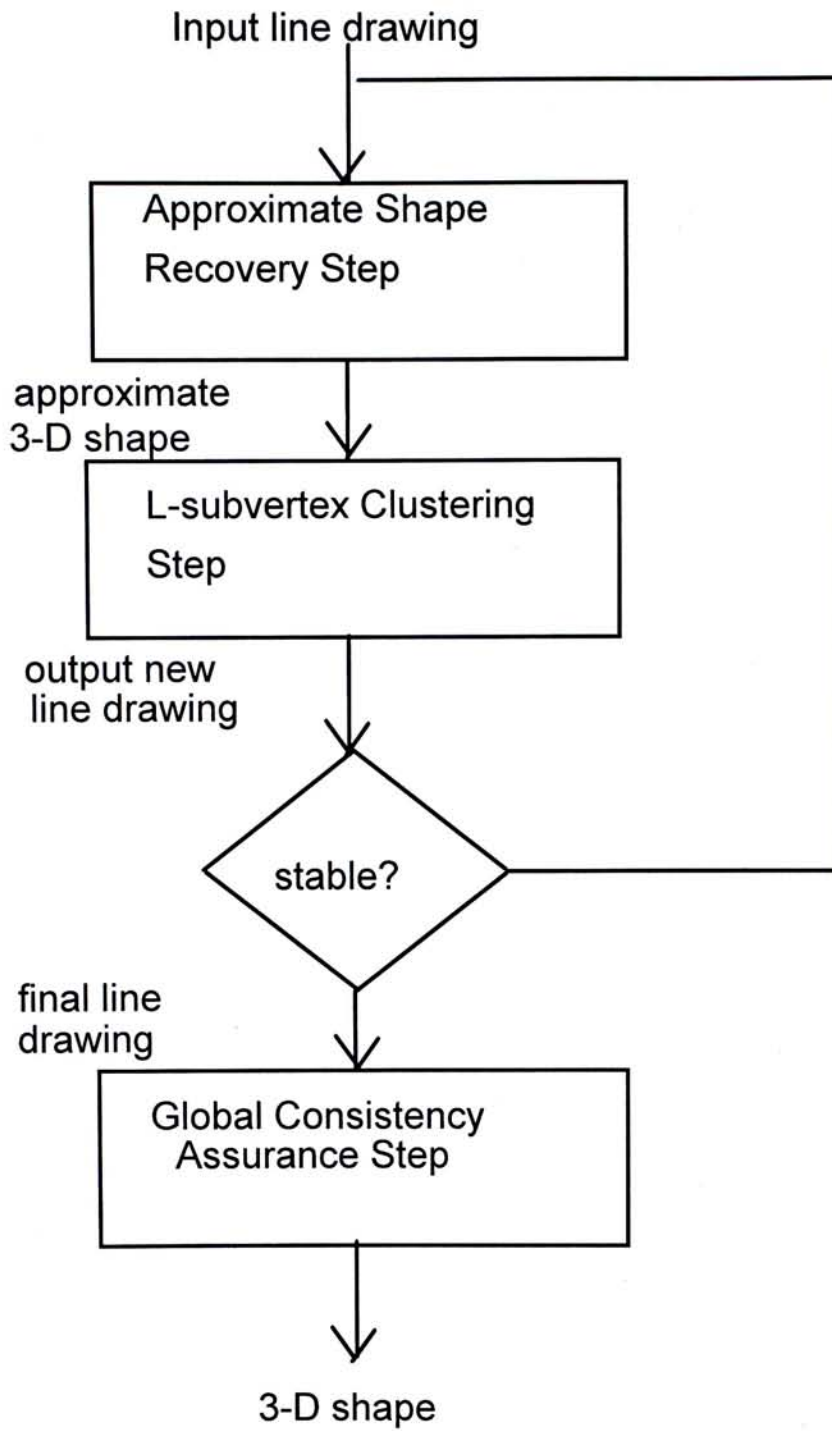 Input line drawing
Approximate Shape
Recovery Step
approximate
3-D shape
L-subvertex Clustering
Step
output new
line drawing
stable?
final line
drawing
Global Consistency
Assurance Step
3-D shape